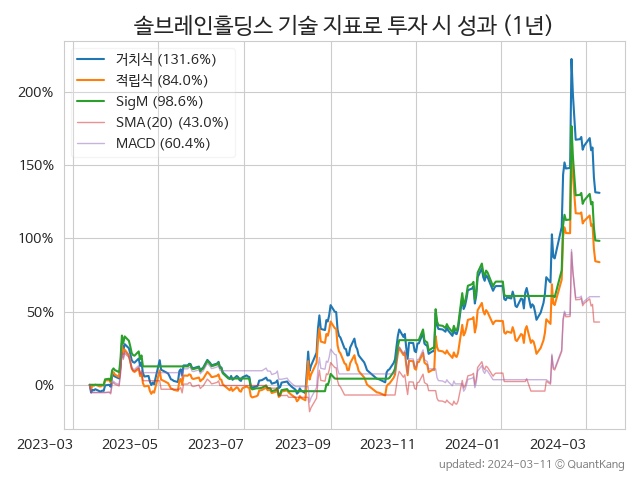 솔브레인홀딩스 기술 지표로 투자 시 성과 (1년)
거치식 (131.6%)
적립식 (84.0%)
SigM (98.6%)
SMA(20) (43.0%)
MACD (60.4%)
200%
150%
100%
50%
0%
2023-03 2023-05 2023-07 2023-09 2023-11 2024-01 2024-03
updated: 2024-03-11 © QuantKang